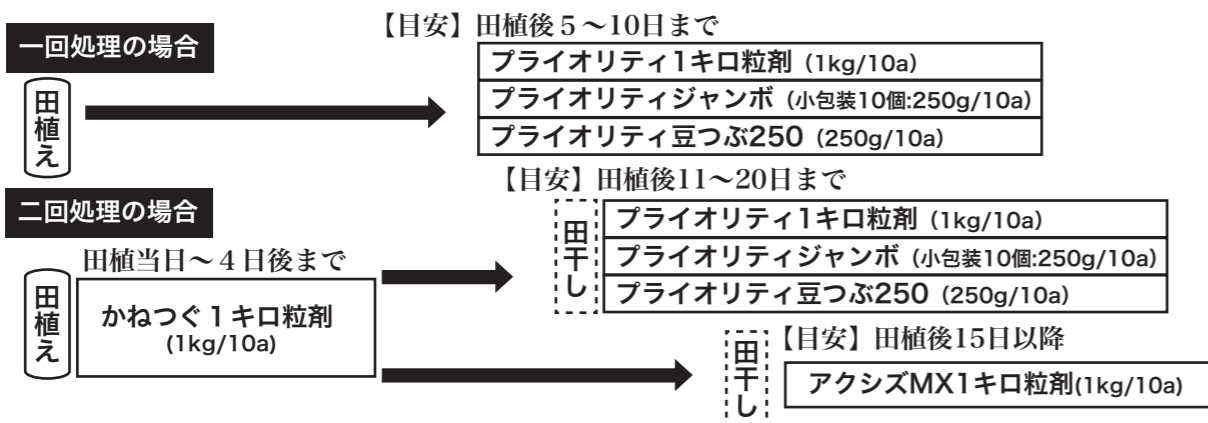 一回処理の場合
【目安】田植後5〜10日まで
田植え
プライオリティ1キロ粒剤（1kg/10a）
プライオリティジャンボ（小包装10個:250g/10a）
プライオリティ豆つぶ250（250g/10a）
二回処理の場合
【目安】田植後11〜20日まで
田植え
田植当日〜4日後まで
かねつぐ1キロ粒剤
(1kg/10a)
田干し
プライオリティ1キロ粒剤（1kg/10a）
プライオリティジャンボ（小包装10個:250g/10a）
プライオリティ豆つぶ250（250g/10a）
田干し
【目安】田植後15日以降
アクシズMX1キロ粒剤(1kg/10a)